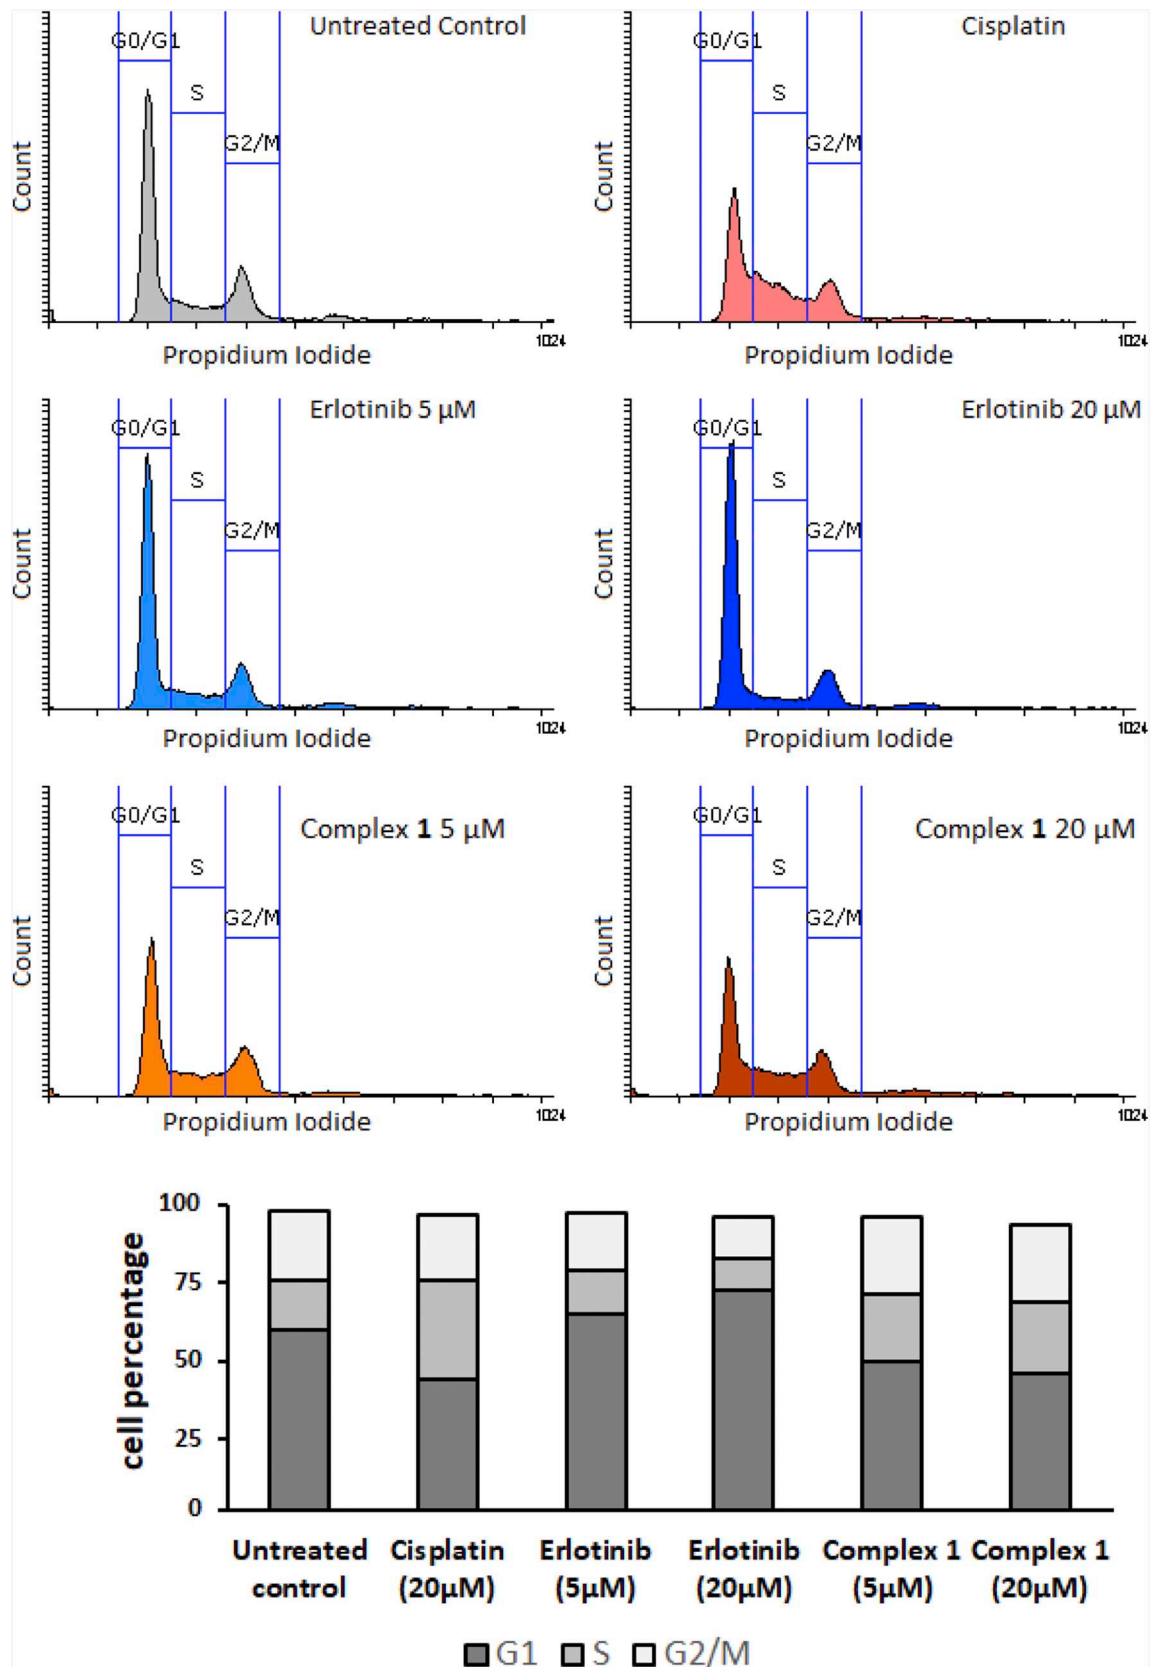 Untreated Control
G0/G1
S
G2/M
Count
Propidium Iodide
1024
Cisplatin
G0/G1
S
G2/M
Count
Propidium Iodide
1024
Erlotinib 5 µM
G0/G1
S
G2/M
Count
Propidium Iodide
1024
Erlotinib 20 µM
G0/G1
S
G2/M
Count
Propidium Iodide
1024
Complex 1 5 µM
G0/G1
S
G2/M
Count
Propidium Iodide
1024
Complex 1 20 µM
G0/G1
S
G2/M
Count
Propidium Iodide
1024
cell percentage
100
75
50
25
0
Untreated control
Cisplatin (20µM)
Erlotinib (5µM)
Erlotinib (20µM)
Complex 1 (5µM)
Complex 1 (20µM)
G1 S G2/M